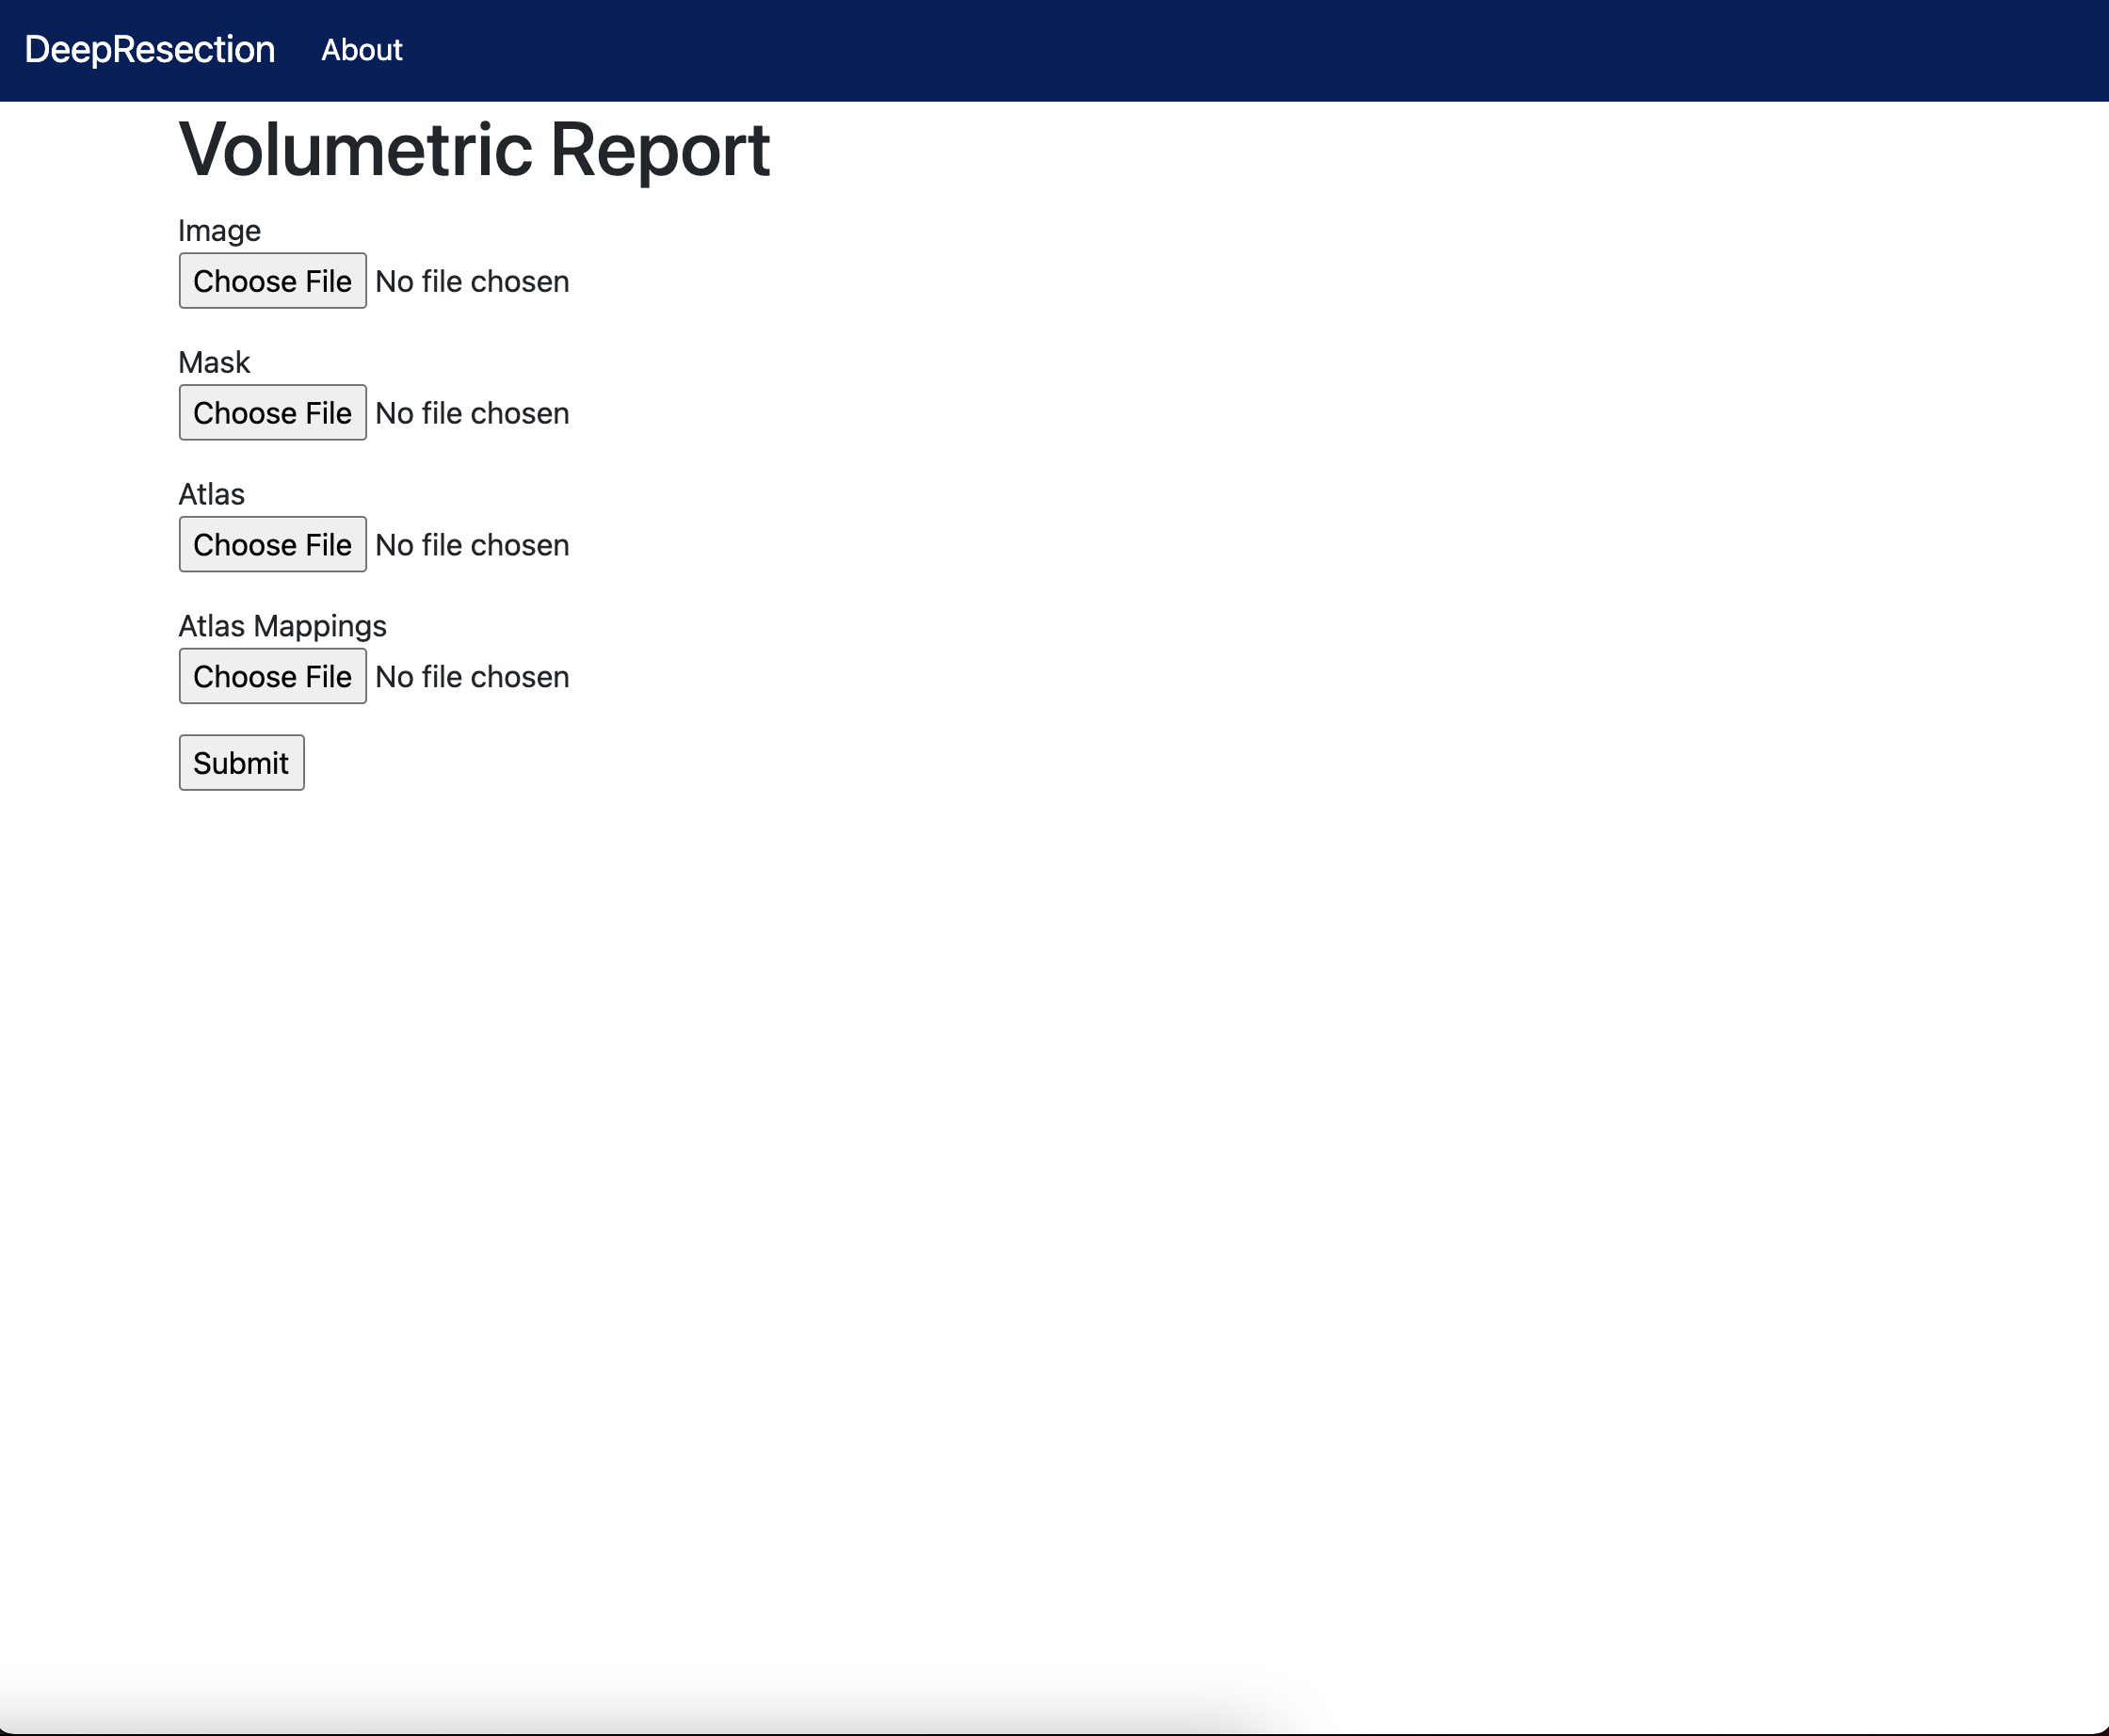 DeepResection About
Volumetric Report
Image
Choose File No file chosen
Mask
Choose File No file chosen
Atlas
Choose File No file chosen
Atlas Mappings
Choose File No file chosen
Submit